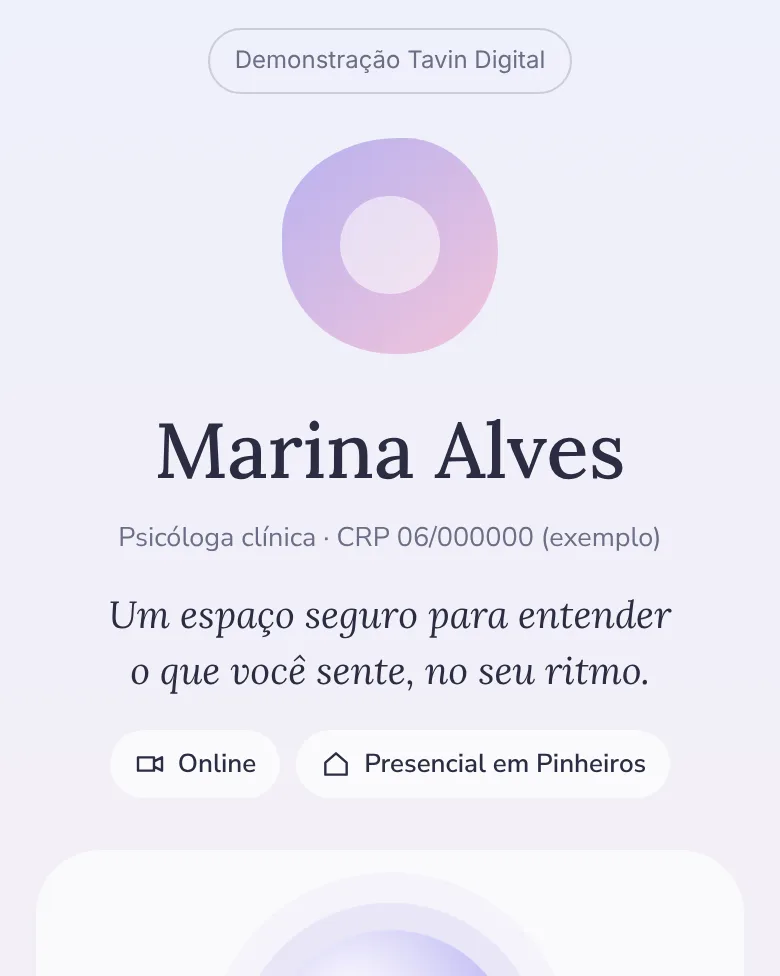 Demonstração Tavin Digital
Marina Alves
Psicóloga clínica · CRP 06/000000 (exemplo)
Um espaço seguro para entender
o que você sente, no seu ritmo.
Online
Presencial em Pinheiros